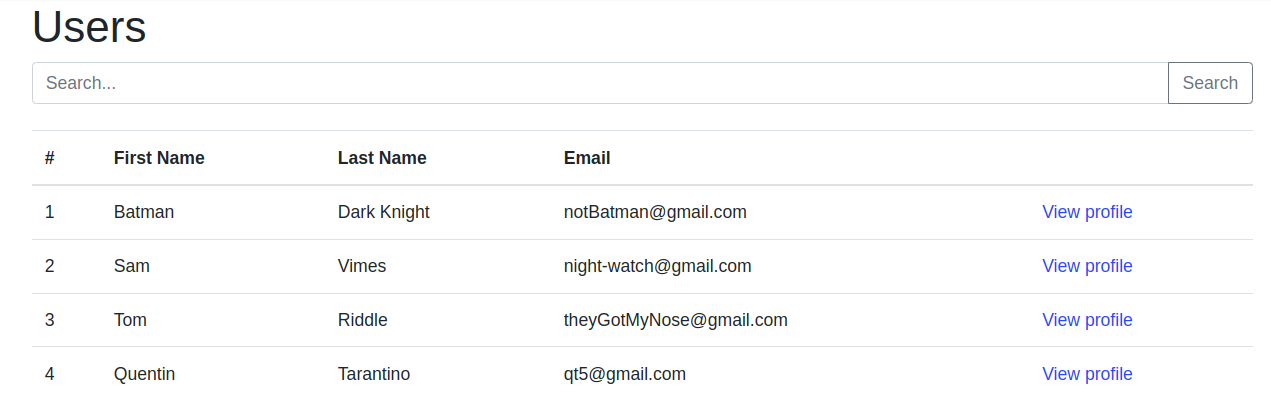 Users
Search... Search
# First Name Last Name Email
1 Batman Dark Knight notBatman@gmail.com View profile
2 Sam Vimes night-watch@gmail.com View profile
3 Tom Riddle theyGotMyNose@gmail.com View profile
4 Quentin Tarantino qt5@gmail.com View profile